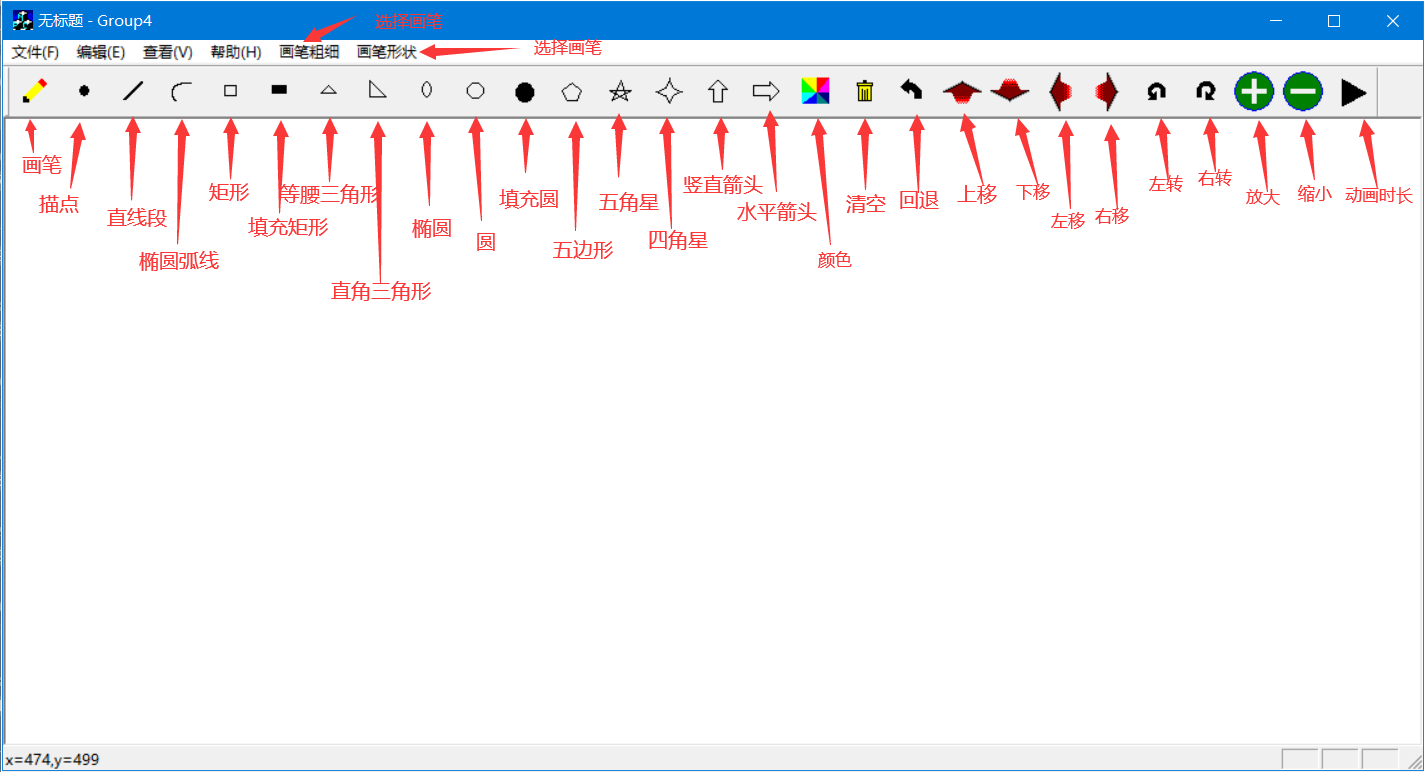 无标题 - Group4
选择画笔
文件(F) 编辑(E) 查看(V) 帮助(H) 画笔粗细 画笔形状
选择画笔
画笔
描点
直线段
椭圆弧线
矩形
填充矩形
等腰三角形
直角三角形
椭圆
圆
填充圆
五边形
五角星
四角星
竖直箭头
水平箭头
颜色
清空
回退
上移
下移
左移
右移
左转
右转
放大
缩小
动画时长
x=474,y=499